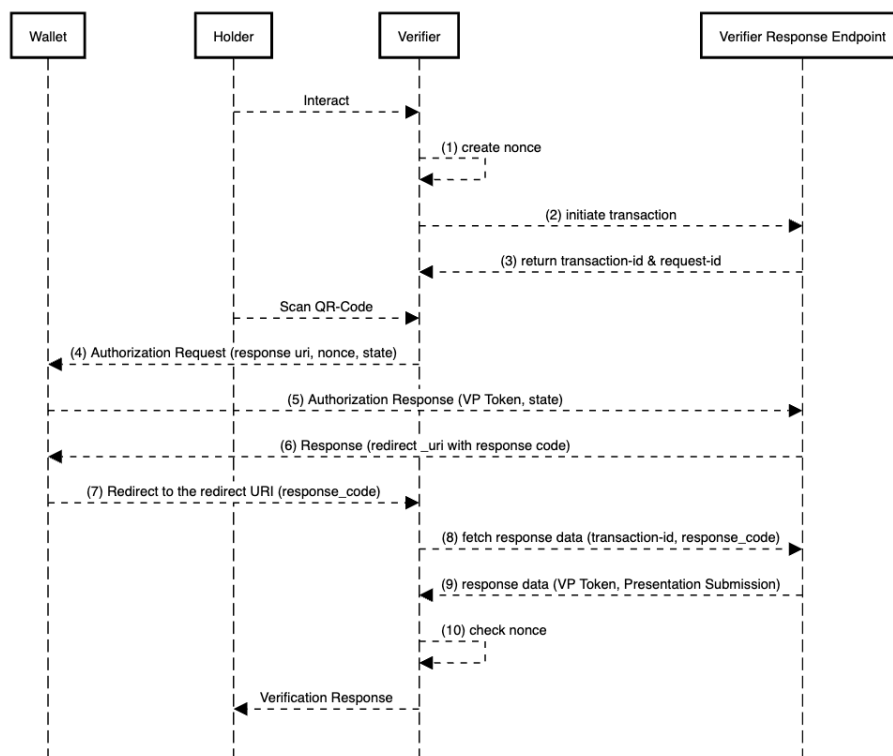 Wallet
Holder
Verifier
Verifier Response Endpoint
Interact
(1) create nonce
(2) initiate transaction
(3) return transaction-id & request-id
Scan QR-Code
(4) Authorization Request (response uri, nonce, state)
(5) Authorization Response (VP Token, state)
(6) Response (redirect _uri with response code)
(7) Redirect to the redirect URI (response_code)
(8) fetch response data (transaction-id, response_code)
(9) response data (VP Token, Presentation Submission)
(10) check nonce
Verification Response